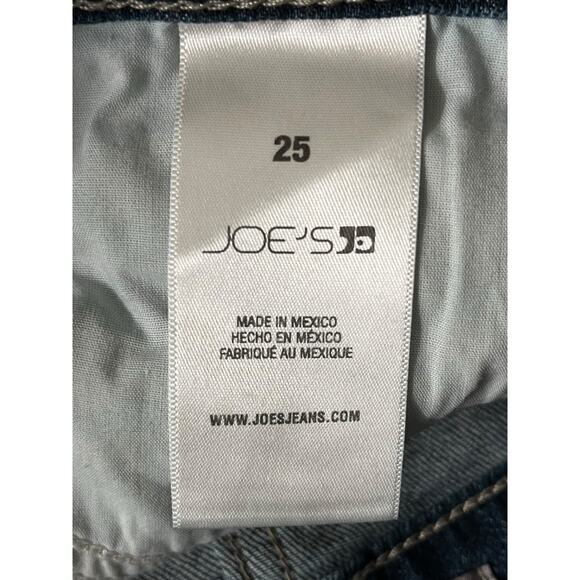 25
JOE'S
MADE IN MEXICO
HECHO EN MÉXICO
FABRIQUÉ AU MEXIQUE
WWW.JOESJEANS.COM